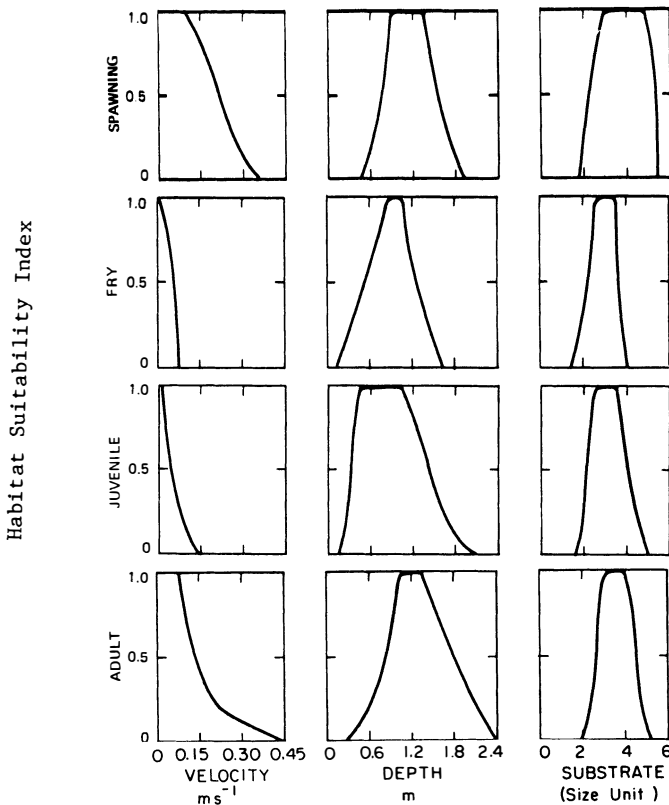 Habitat Suitability Index
SPAWNING
1.0
0.5
0
FRY
1.0
0.5
0
JUVENILE
1.0
0.5
0
ADULT
1.0
0.5
0
0 0.15 0.30 0.45
VELOCITY
ms-1
0 0.6 1.2 1.8 2.4
DEPTH
m
0 2 4 6
SUBSTRATE
(Size Unit)